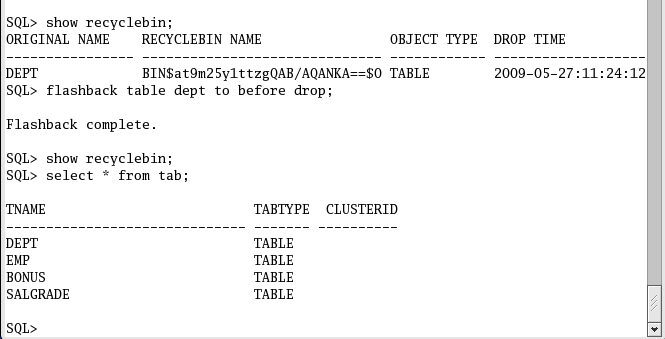 SQL> show recyclebin;
ORIGINAL NAME    RECYCLEBIN NAME                OBJECT TYPE  DROP TIME
---------------- ------------------------------ ------------ -------------------
DEPT             BIN$at9m25y1ttzgQAB/AQANKA==$0 TABLE        2009-05-27:11:24:12
SQL> flashback table dept to before drop;
Flashback complete.
SQL> show recyclebin;
SQL> select * from tab;
TNAME                          TABTYPE  CLUSTERID
------------------------------ ------- ----------
DEPT                           TABLE
EMP                            TABLE
BONUS                          TABLE
SALGRADE                       TABLE
SQL>